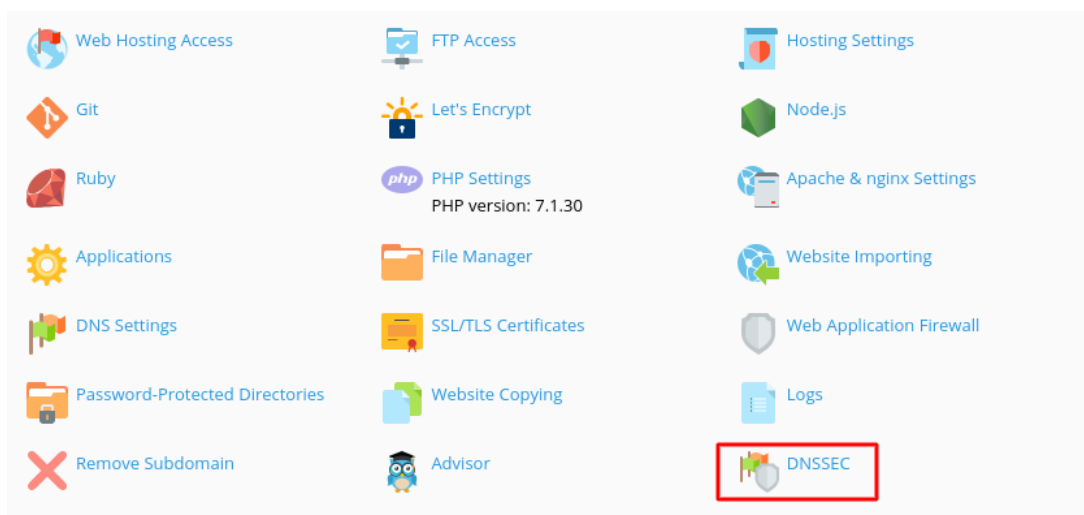 Web Hosting Access
FTP Access
Hosting Settings
Git
Let's Encrypt
Node.js
Ruby
php
PHP Settings
PHP version: 7.1.30
Apache & nginx Settings
Applications
File Manager
Website Importing
DNS Settings
SSL/TLS Certificates
Web Application Firewall
Password-Protected Directories
Website Copying
Logs
Remove Subdomain
Advisor
DNSSEC